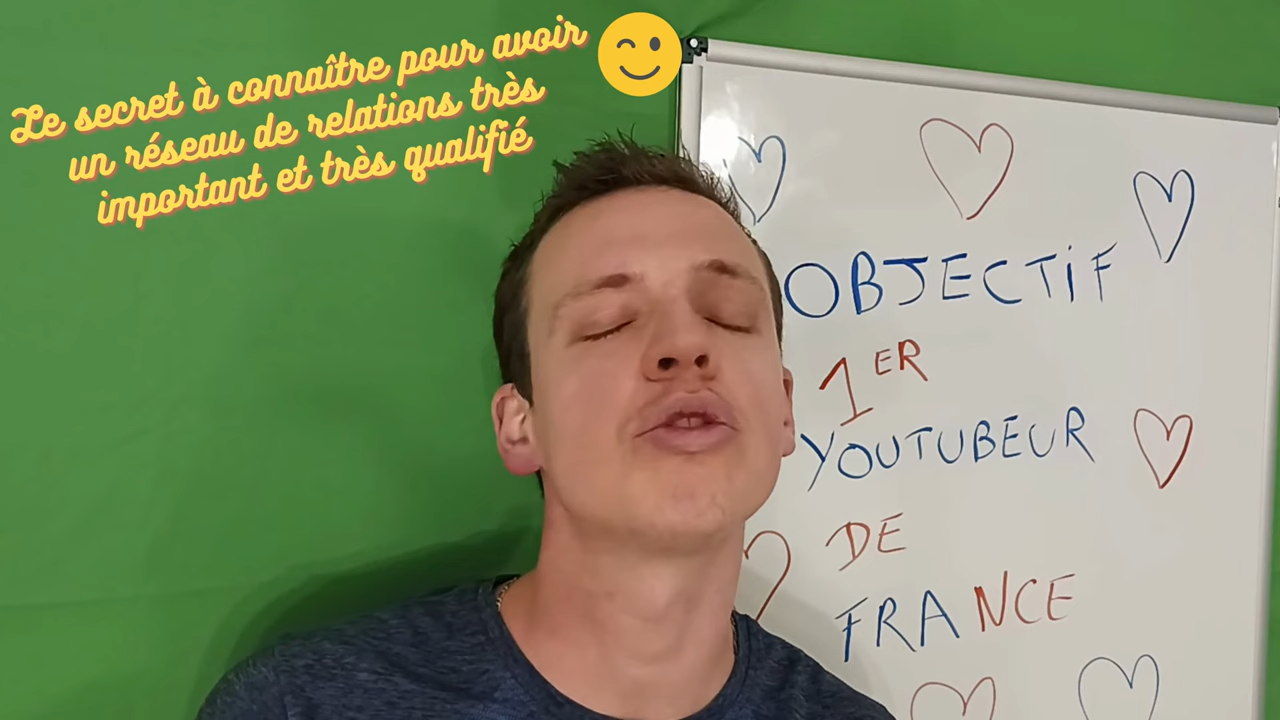 Le secret à connaître pour avoir
un réseau de relations très
important et très qualifié
OBJECTIF
1ER
YOUTUBEUR
DE
FRANCE